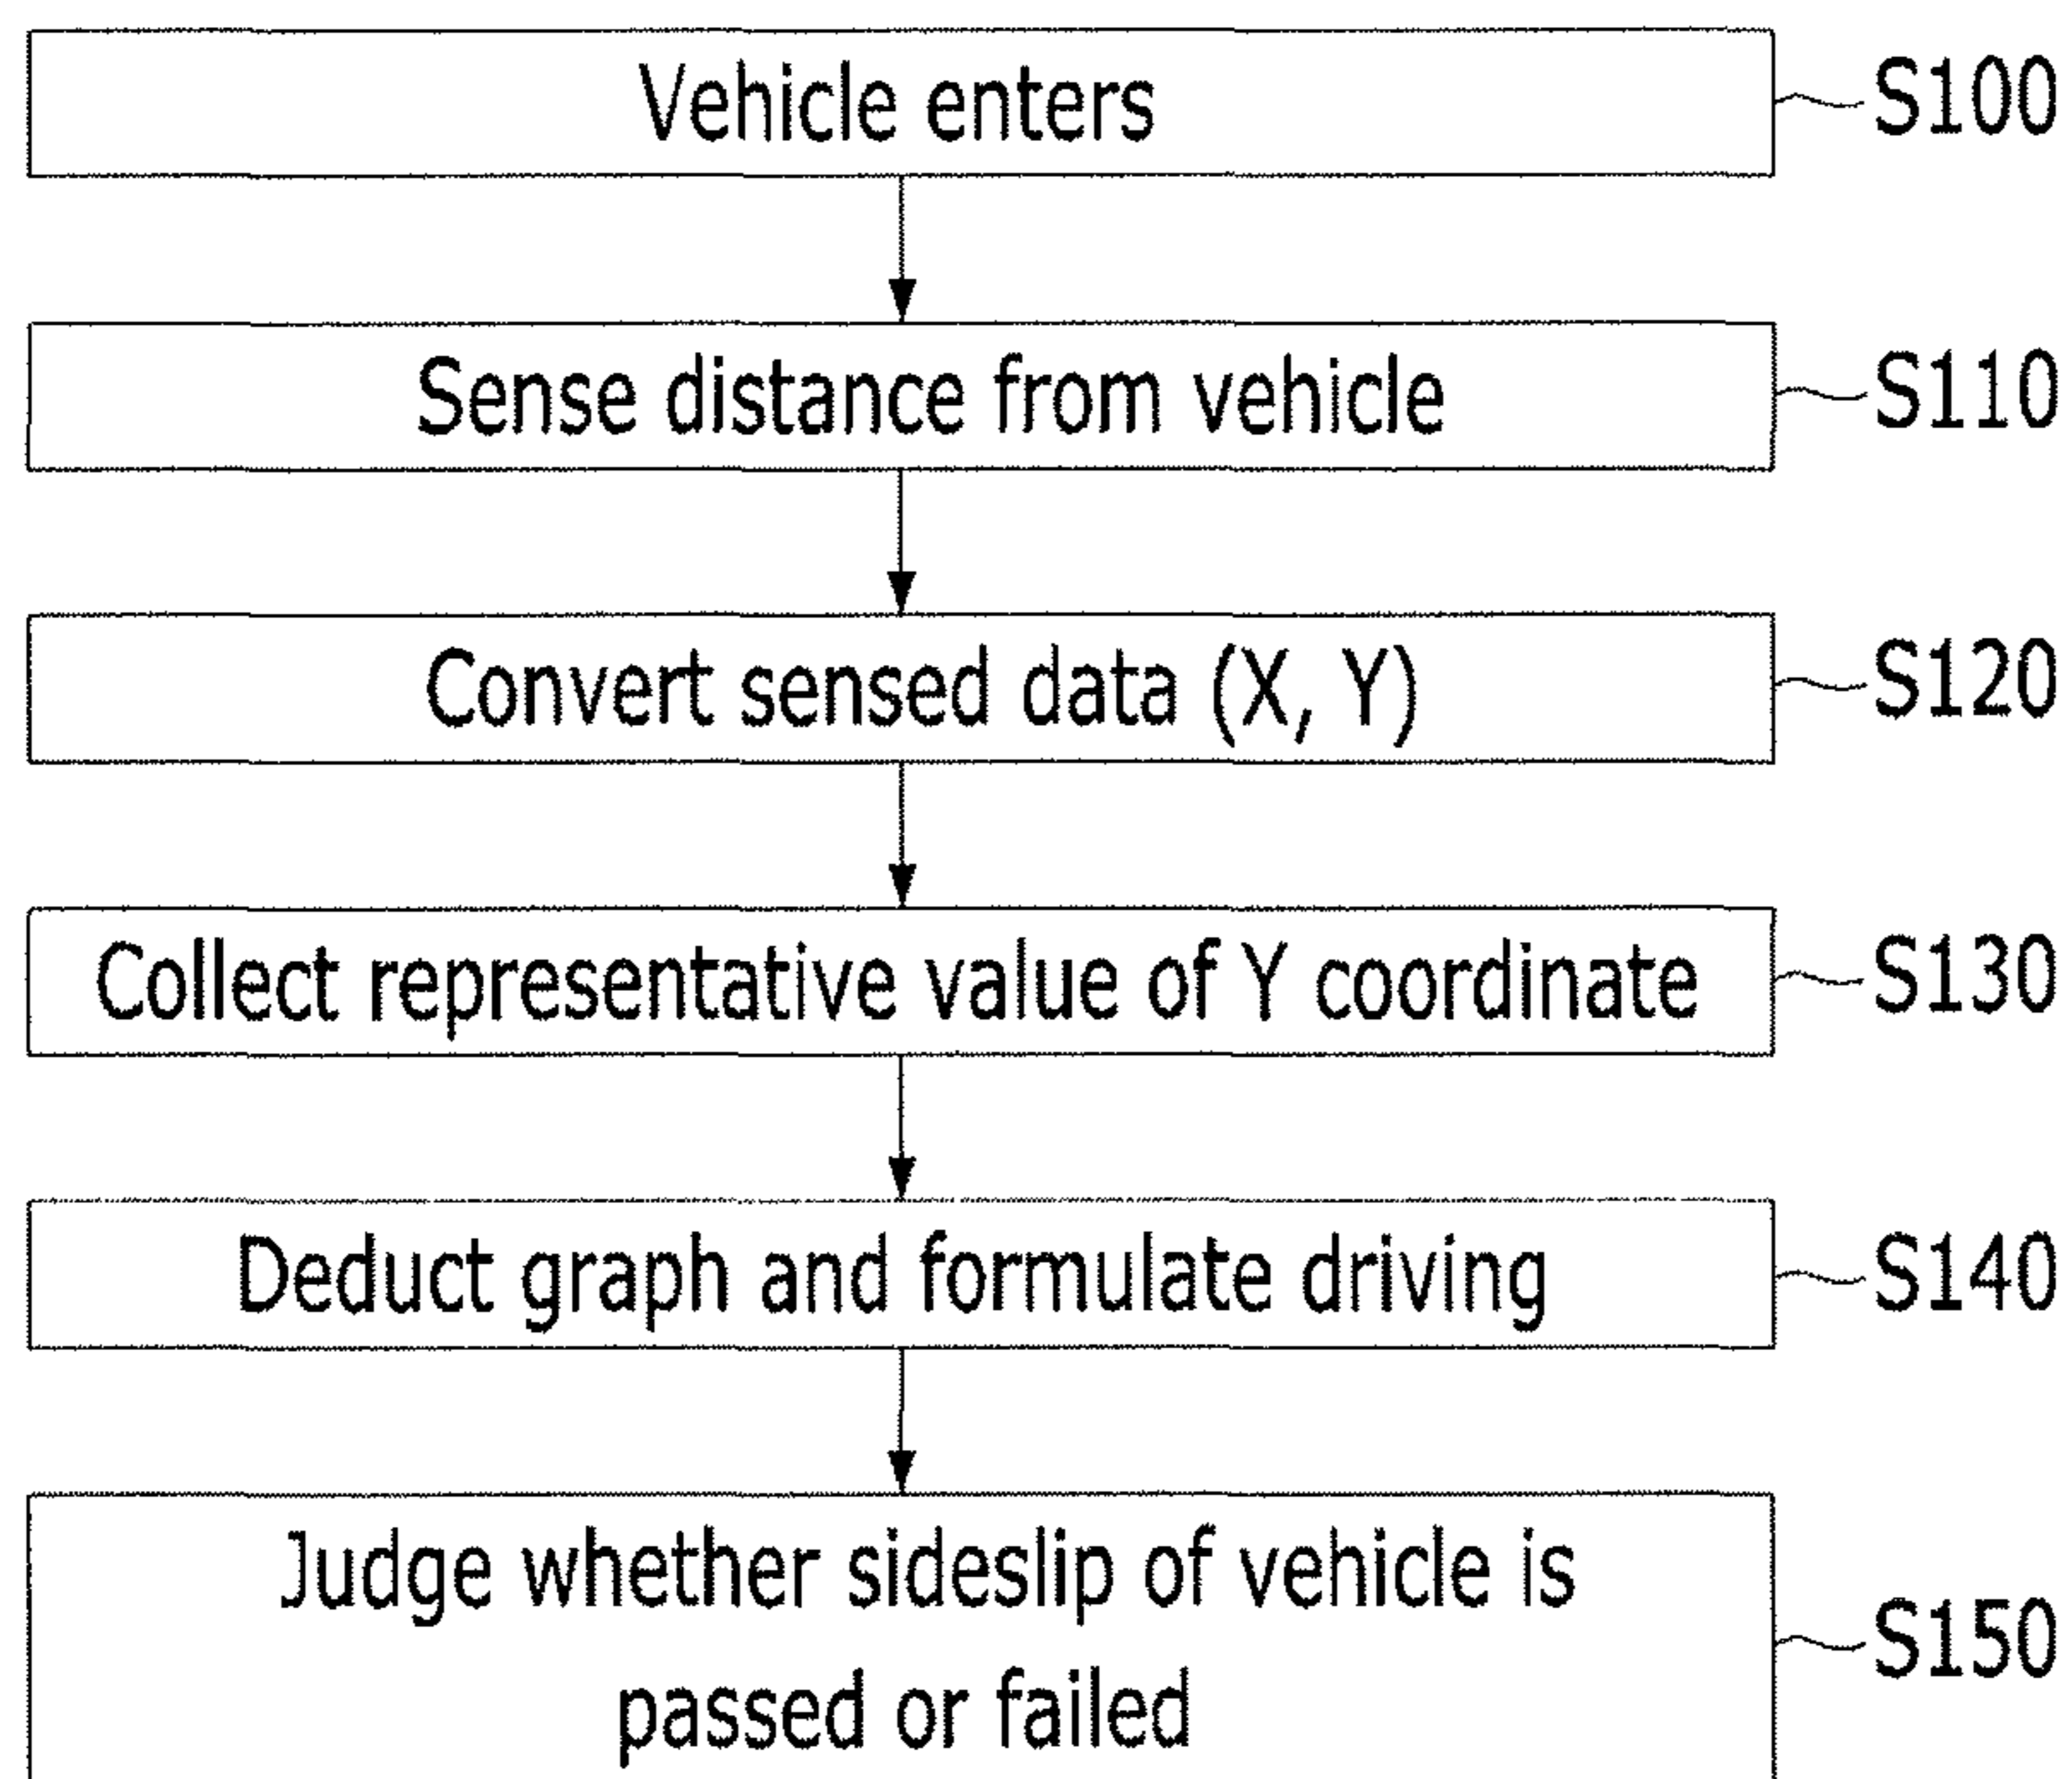 Vehicle enters
S100
Sense distance from vehicle
S110
Convert sensed data (X, Y)
S120
Collect representative value of Y coordinate
S130
Deduct graph and formulate driving
S140
Judge whether sideslip of vehicle is
passed or failed
S150